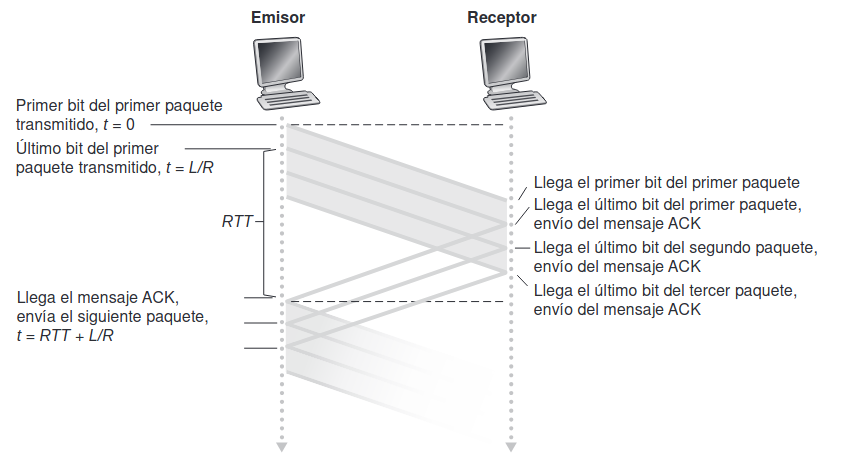 Emisor
Receptor
Primer bit del primer paquete
transmitido, t = 0
Último bit del primer
paquete transmitido, t = L/R
RTT
Llega el mensaje ACK,
envía el siguiente paquete,
t = RTT + L/R
Llega el primer bit del primer paquete
Llega el último bit del primer paquete,
envío del mensaje ACK
Llega el último bit del segundo paquete,
envío del mensaje ACK
Llega el último bit del tercer paquete,
envío del mensaje ACK